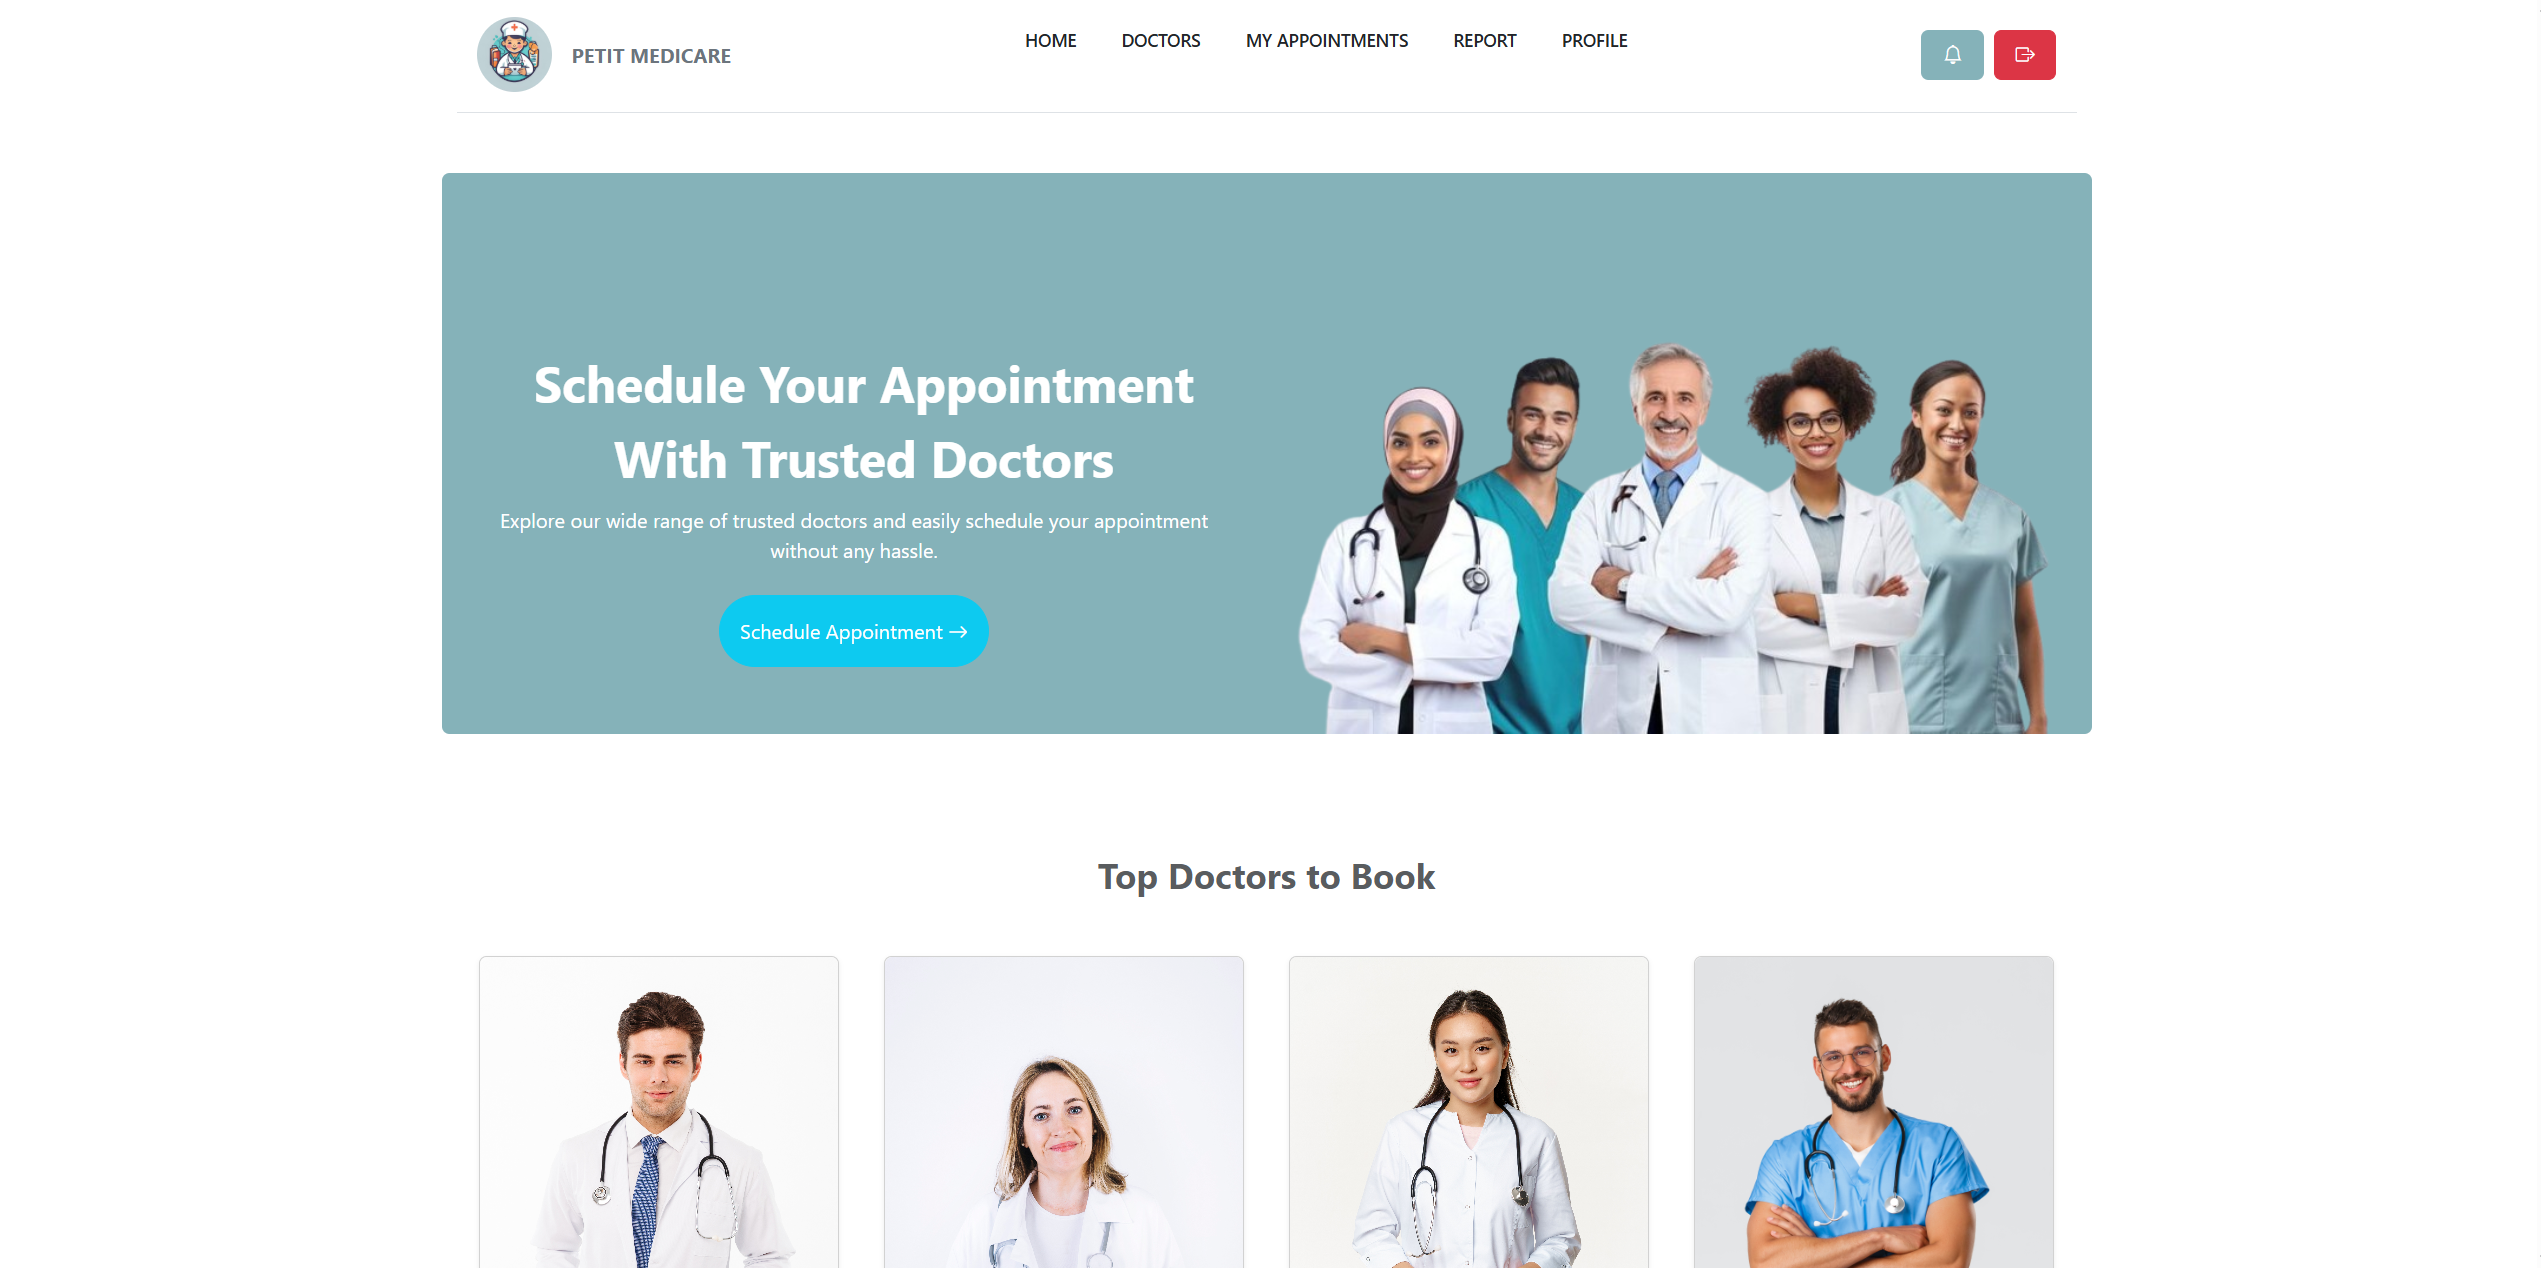 PETIT MEDICARE
HOME DOCTORS MY APPOINTMENTS REPORT PROFILE
Schedule Your Appointment
With Trusted Doctors
Explore our wide range of trusted doctors and easily schedule your appointment
without any hassle.
Schedule Appointment →
Top Doctors to Book